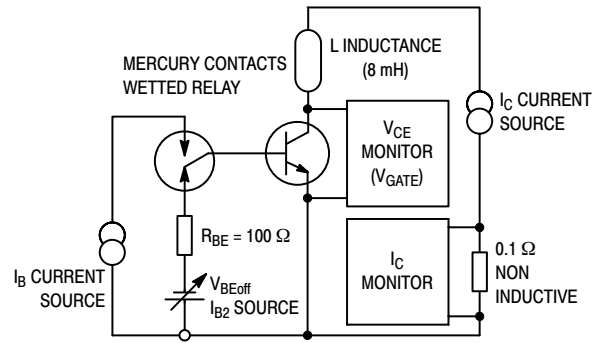 L INDUCTANCE
(8 mH)
MERCURY CONTACTS
WETTED RELAY
I_C CURRENT
SOURCE
V_CE
MONITOR
(V_GATE)
R_BE = 100 Ω
I_C
MONITOR
0.1 Ω
NON
INDUCTIVE
I_B CURRENT
SOURCE
V_BEoff
I_B2 SOURCE